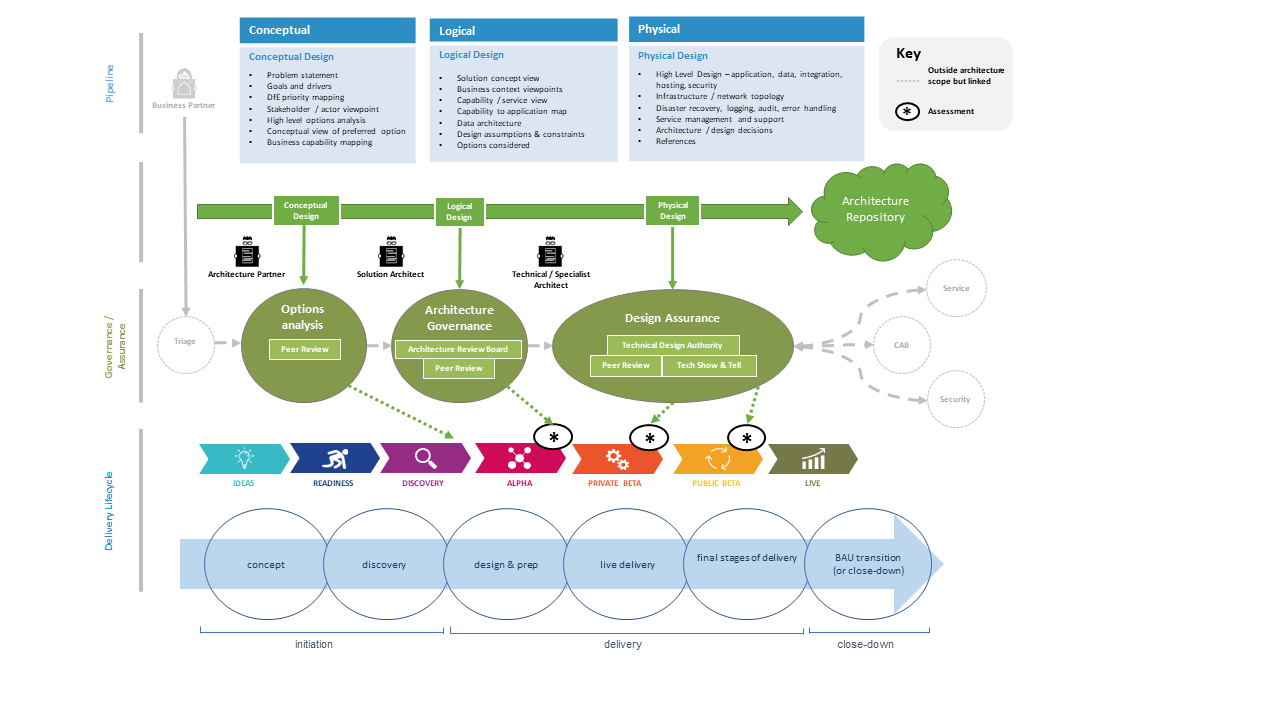 Pipeline
Business Partner
Conceptual
Conceptual Design
• Problem statement
• Goals and drivers
• DfE priority mapping
• Stakeholder / actor viewpoint
• High level options analysis
• Conceptual view of preferred option
• Business capability mapping
Logical
Logical Design
• Solution concept view
• Business context viewpoints
• Capability / service view
• Capability to application map
• Data architecture
• Design assumptions & constraints
• Options considered
Physical
Physical Design
• High Level Design – application, data, integration,
hosting, security
• Infrastructure / network topology
• Disaster recovery, logging, audit, error handling
• Service management and support
• Architecture / design decisions
• References
Key
Outside architecture
scope but linked
*
Assessment
Conceptual
Design
Logical
Design
Physical
Design
Architecture
Repository
Architecture Partner
Solution Architect
Technical / Specialist
Architect
Governance /
Assurance
Triage
Options
analysis
Peer Review
Architecture
Governance
Architecture Review Board
Peer Review
Design Assurance
Technical Design Authority
Peer Review
Tech Show & Tell
Service
CAB
Security
Delivery Lifecycle
*
*
*
IDEAS
READINESS
DISCOVERY
ALPHA
PRIVATE BETA
PUBLIC BETA
LIVE
concept
discovery
design & prep
live delivery
final stages of delivery
BAU transition
(or close-down)
initiation
delivery
close-down